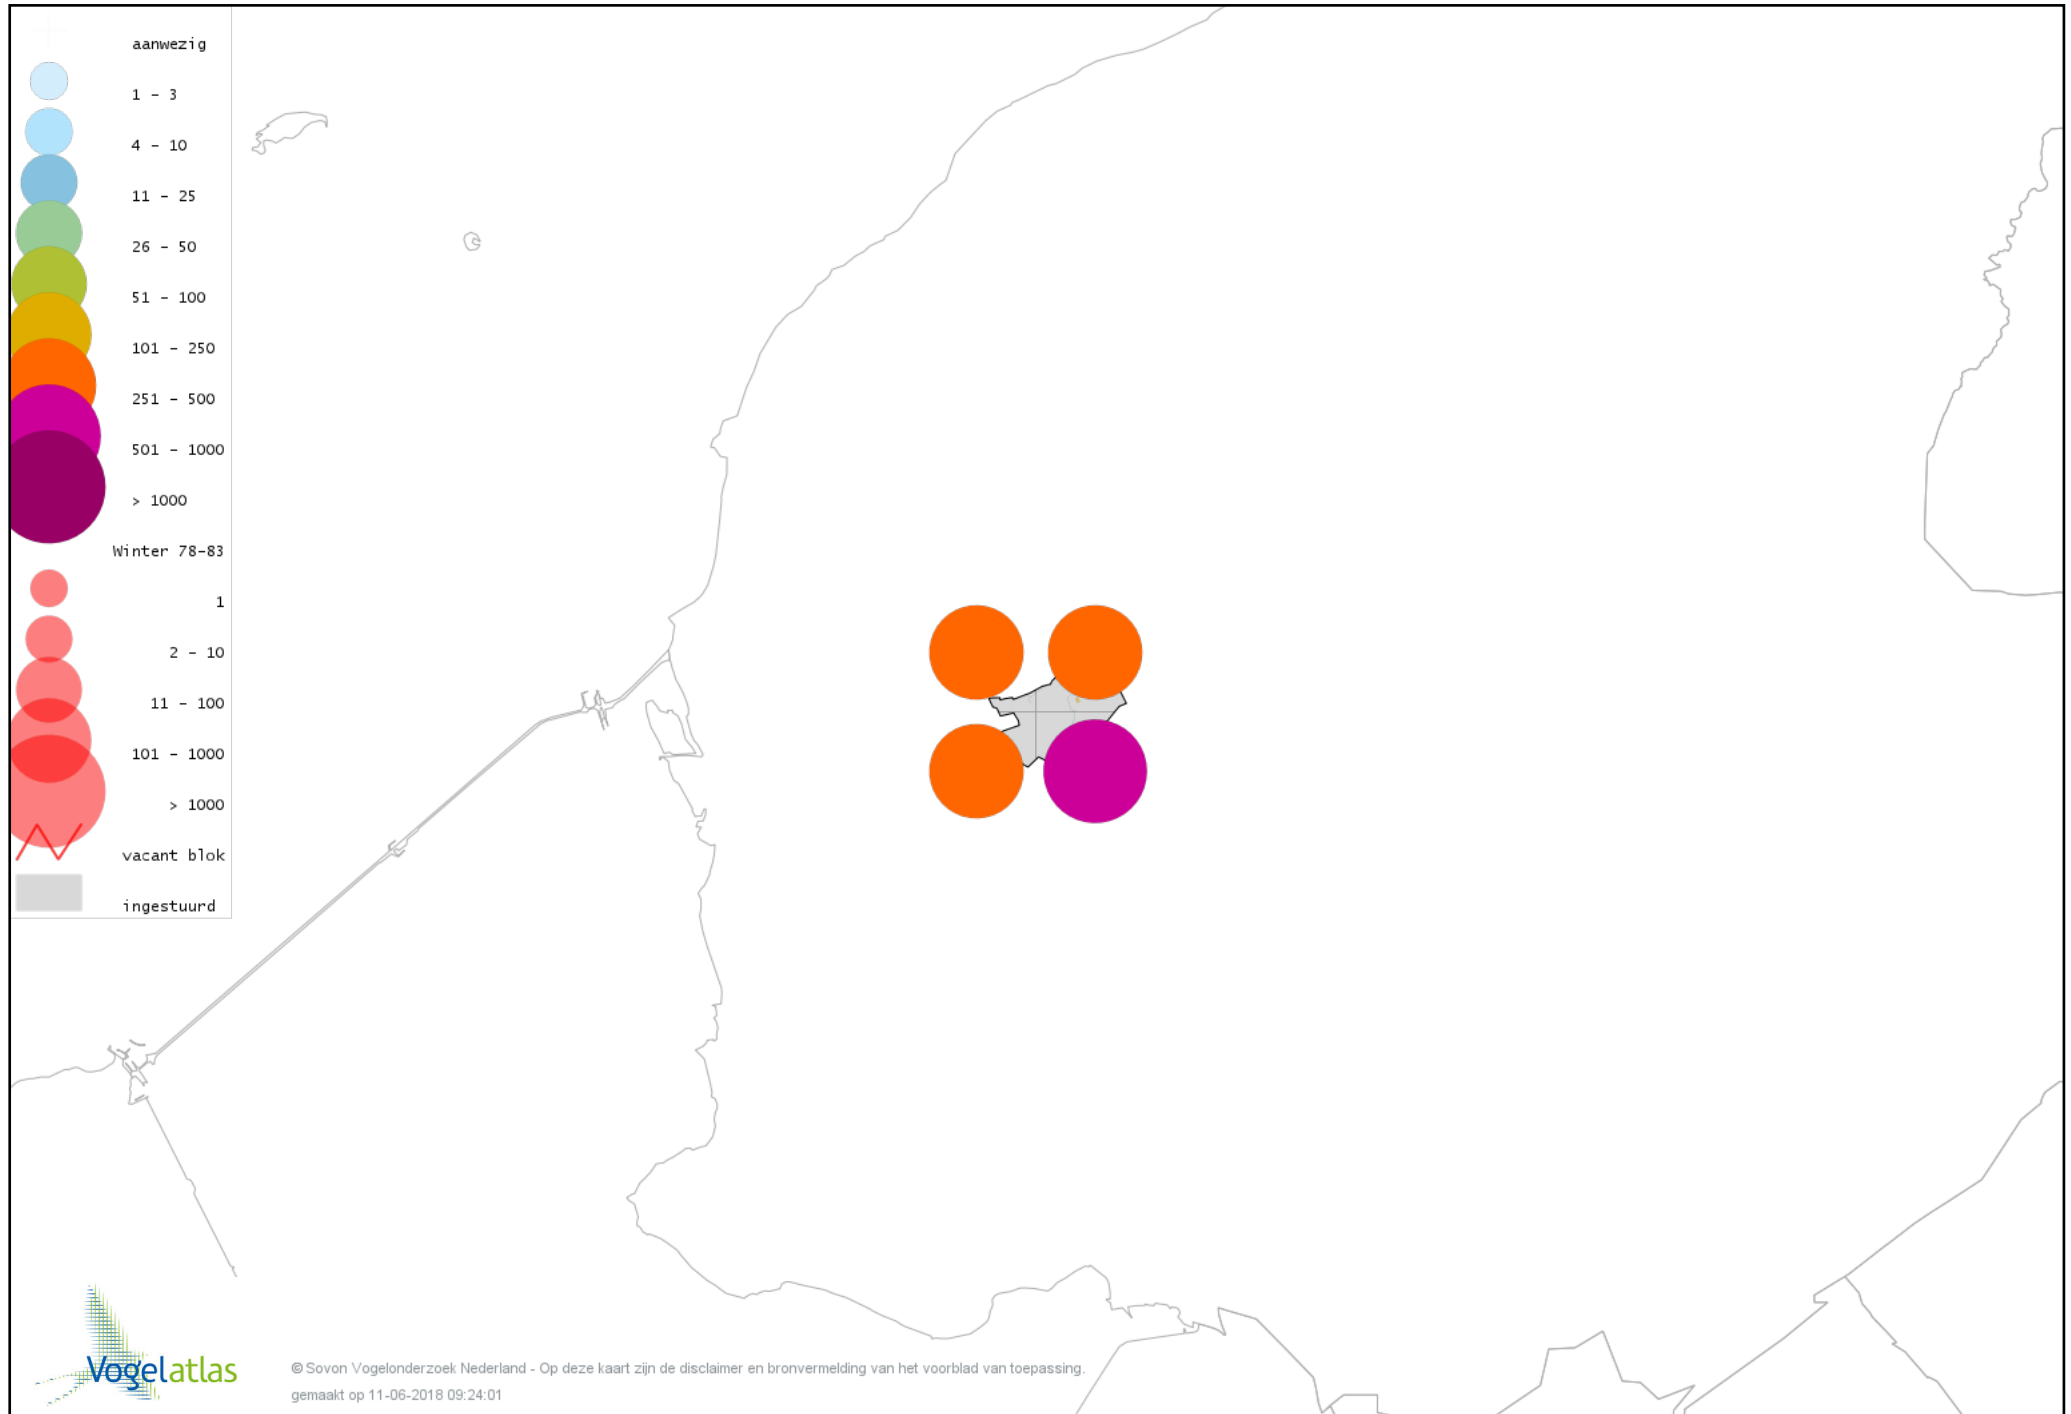 aanwezig
1 - 3
4 - 10
11 - 25
26 - 50
51 - 100
101 - 250
251 - 500
501 - 1000
> 1000
Winter 78-83
1
2 - 10
11 - 100
101 - 1000
> 1000
vacant blok
ingestuurd
Vogelatlas
© Sovon Vogelonderzoek Nederland - Op deze kaart zijn de disclaimer en bronvermelding van het voorblad van toepassing.
gemaakt op 11-06-2018 09:24:01